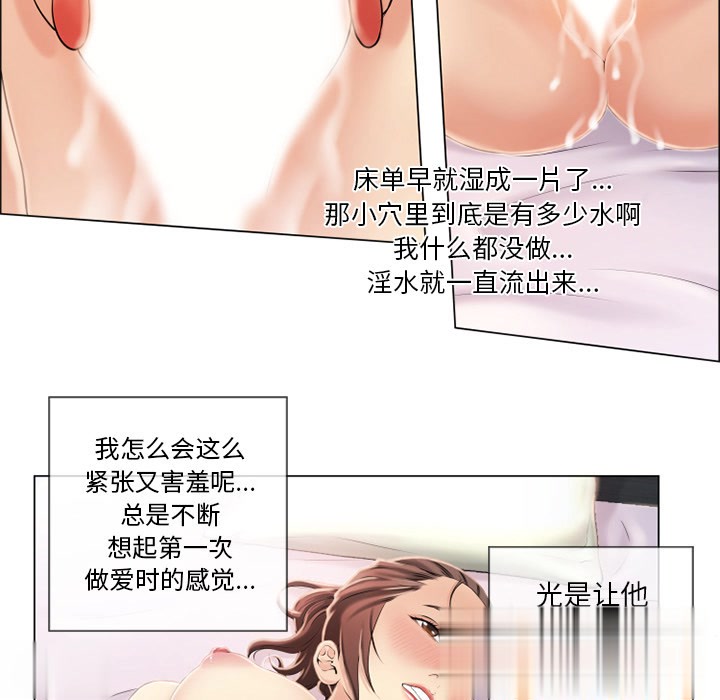 床单早就湿成一片了...
那小穴里到底是有多少水啊
我什么都没做...
淫水就一直流出来...
我怎么会这么
紧张又害羞呢...
总是不断
想起第一次
做爱时的感觉...
光是让他